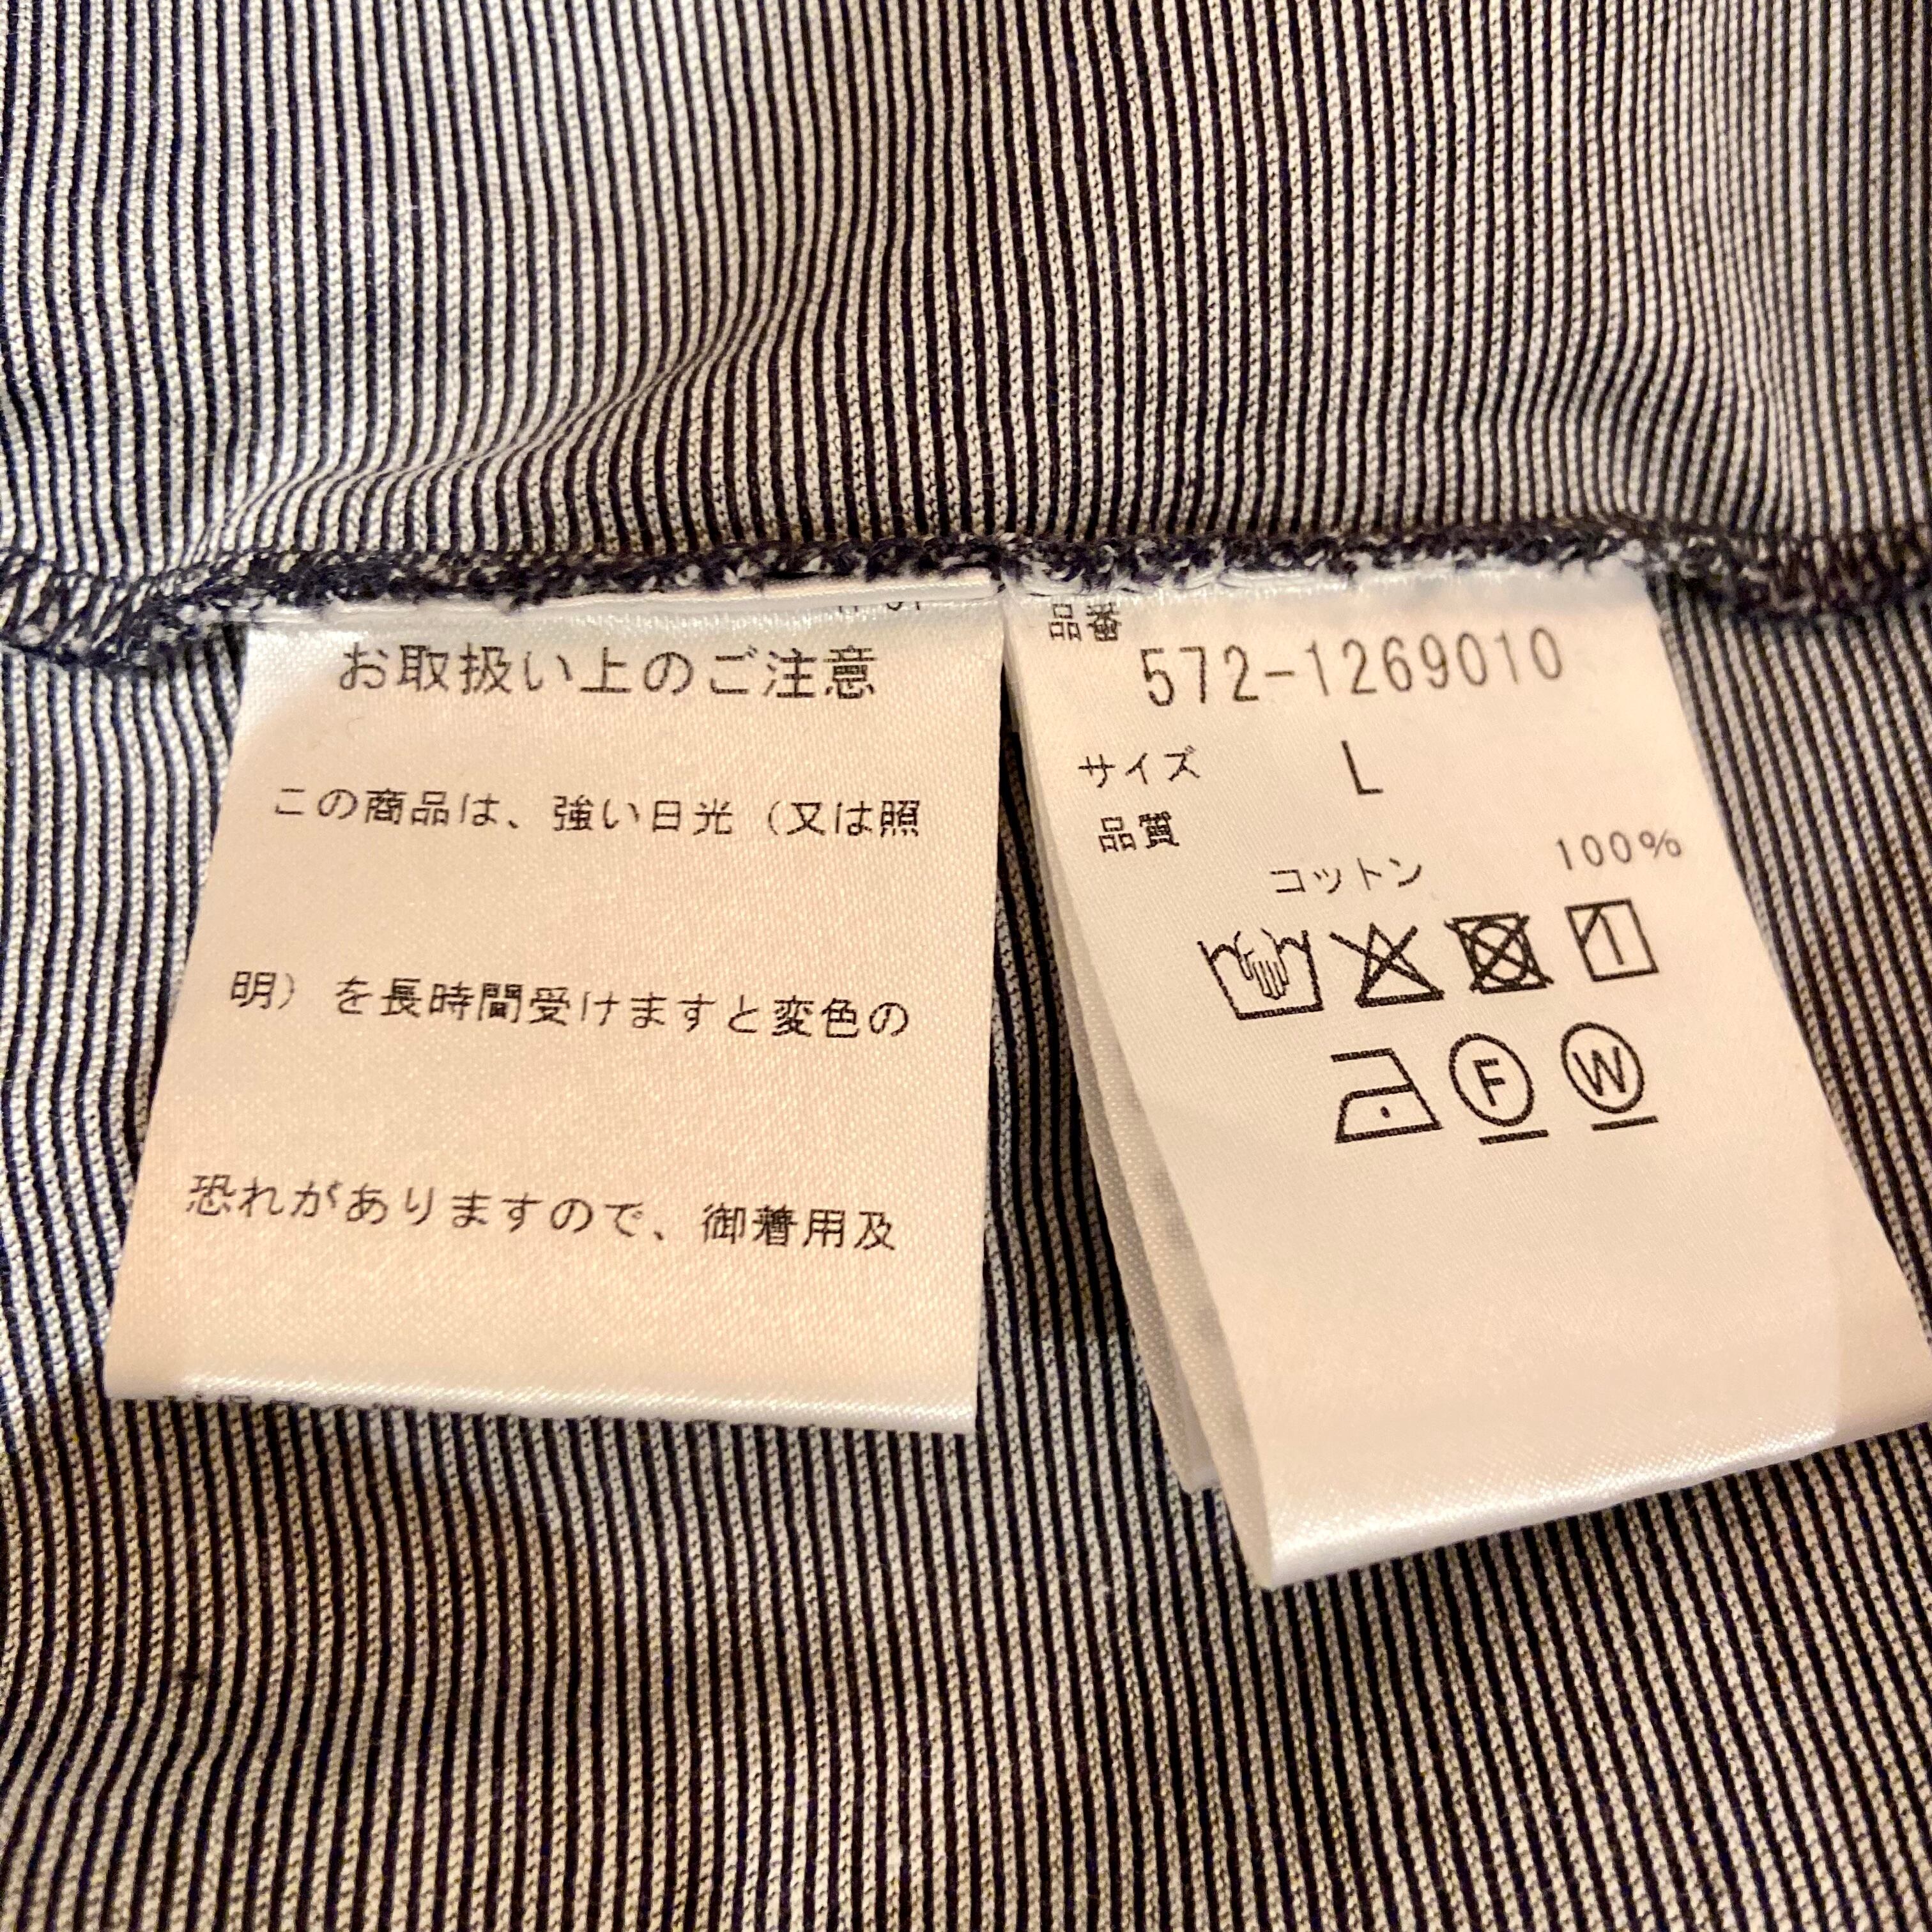 お取扱い上のご注意
この商品は、強い日光（又は照
明）を長時間受けますと変色の
恐れがありますので、御着用及
品番
572-1269010
サイズ L
品質
コットン 100%
F W